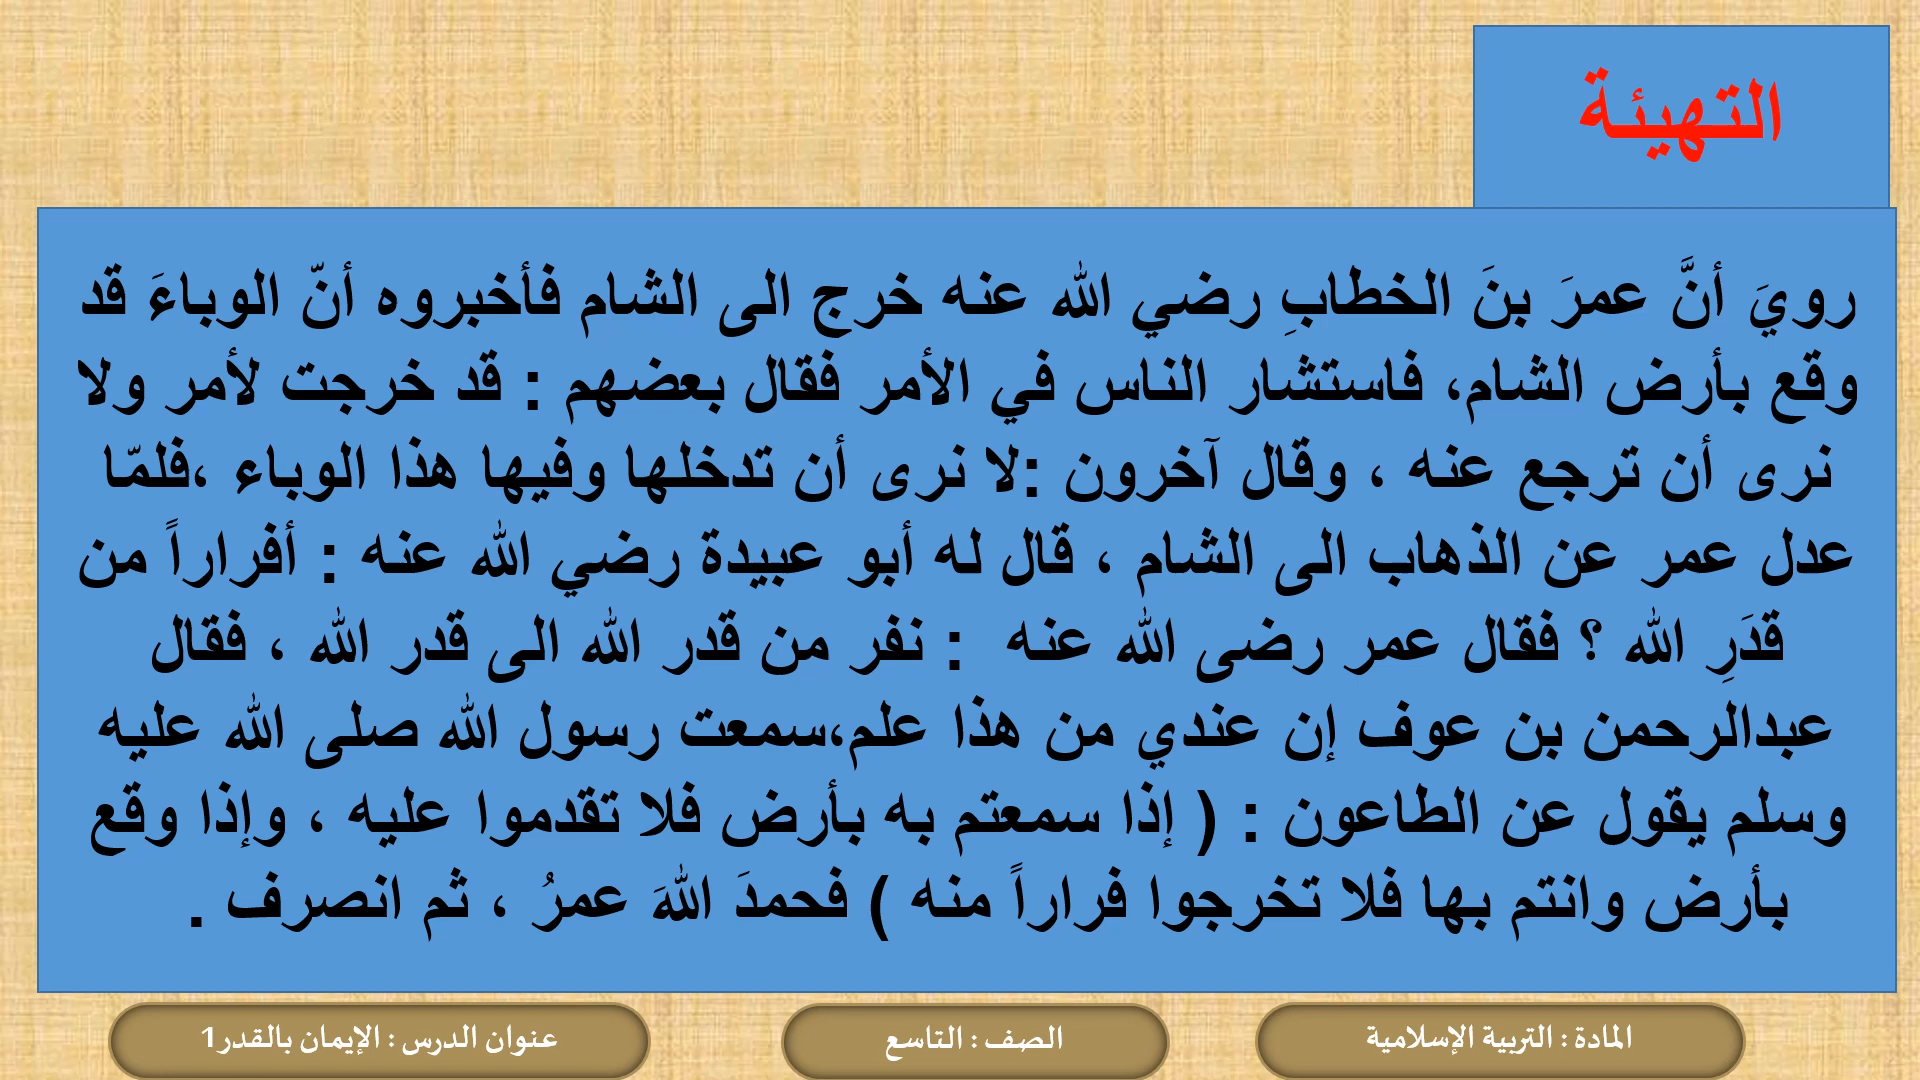 التهيئة
رويَ أنَّ عمرَ بنَ الخطابِ رضي الله عنه خرج الى الشام فأخبروه أنّ الوباءَ قد
وقع بأرض الشام، فاستشار الناس في الأمر فقال بعضهم : قد خرجت لأمر ولا
نرى أن ترجع عنه ، وقال آخرون :لا نرى أن تدخلها وفيها هذا الوباء ،فلمّا
عدل عمر عن الذهاب الى الشام ، قال له أبو عبيدة رضي الله عنه : أفراراً من
قدَرِ الله ؟ فقال عمر رضى الله عنه : نفر من قدر الله الى قدر الله ، فقال
عبدالرحمن بن عوف إن عندي من هذا علم،سمعت رسول الله صلى الله عليه
وسلم يقول عن الطاعون : ( إذا سمعتم به بأرض فلا تقدموا عليه ، وإذا وقع
بأرض وانتم بها فلا تخرجوا فراراً منه ) فحمدَ اللهَ عمرُ ، ثم انصرف .
المادة : التربية الإسلامية
الصف : التاسع
عنوان الدرس : الإيمان بالقدر1